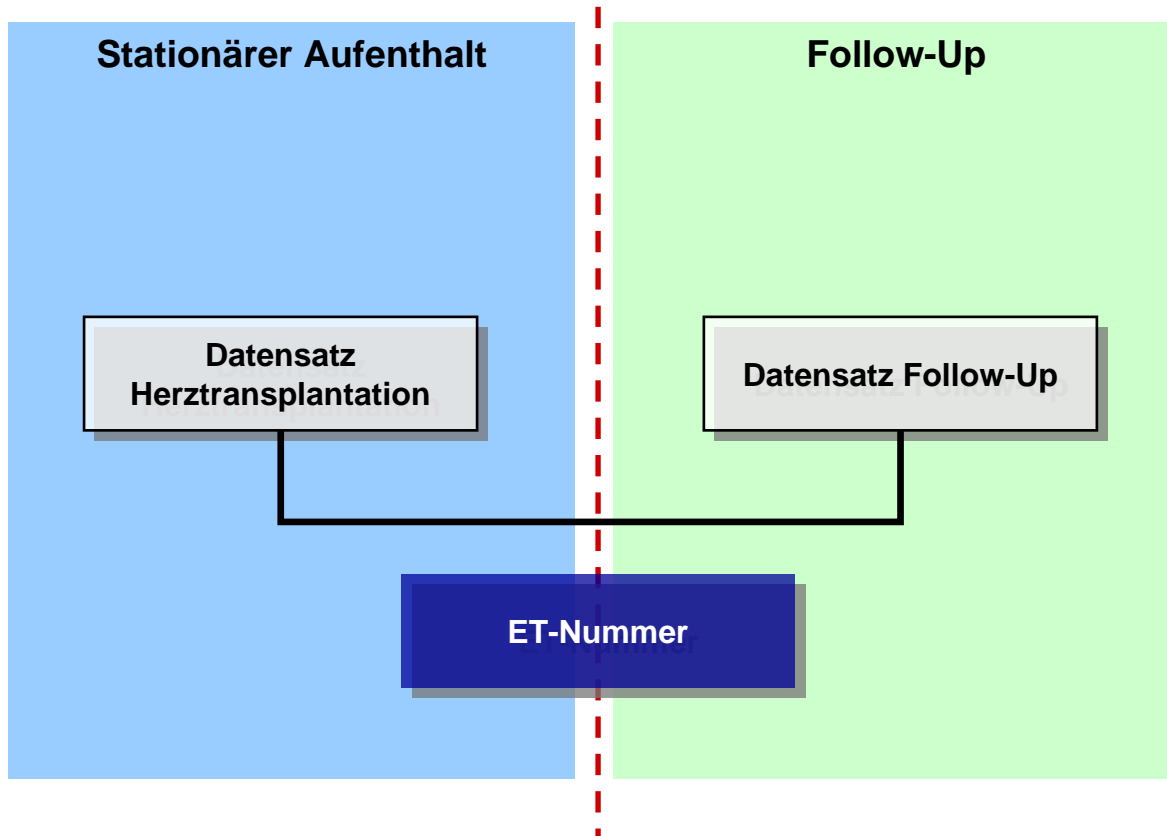 Stationärer Aufenthalt
Follow-Up
Datensatz
Herztransplantation
Datensatz Follow-Up
ET-Nummer